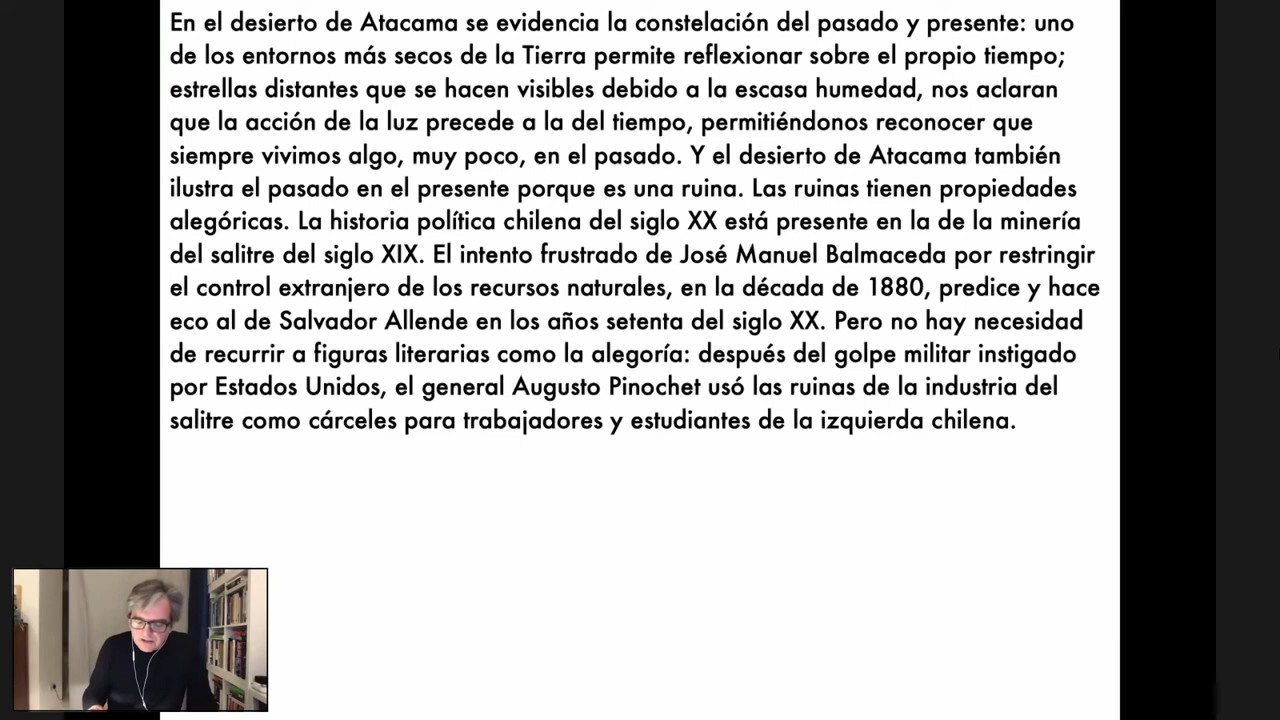 En el desierto de Atacama se evidencia la constelación del pasado y presente: uno
de los entornos más secos de la Tierra permite reflexionar sobre el propio tiempo;
estrellas distantes que se hacen visibles debido a la escasa humedad, nos aclaran
que la acción de la luz precede a la del tiempo, permitiéndonos reconocer que
siempre vivimos algo, muy poco, en el pasado. Y el desierto de Atacama también
ilustra el pasado en el presente porque es una ruina. Las ruinas tienen propiedades
alegóricas. La historia política chilena del siglo XX está presente en la de la minería
del salitre del siglo XIX. El intento frustrado de José Manuel Balmaceda por restringir
el control extranjero de los recursos naturales, en la década de 1880, predice y hace
eco al de Salvador Allende en los años setenta del siglo XX. Pero no hay necesidad
de recurrir a figuras literarias como la alegoría: después del golpe militar instigado
por Estados Unidos, el general Augusto Pinochet usó las ruinas de la industria del
salitre como cárceles para trabajadores y estudiantes de la izquierda chilena.